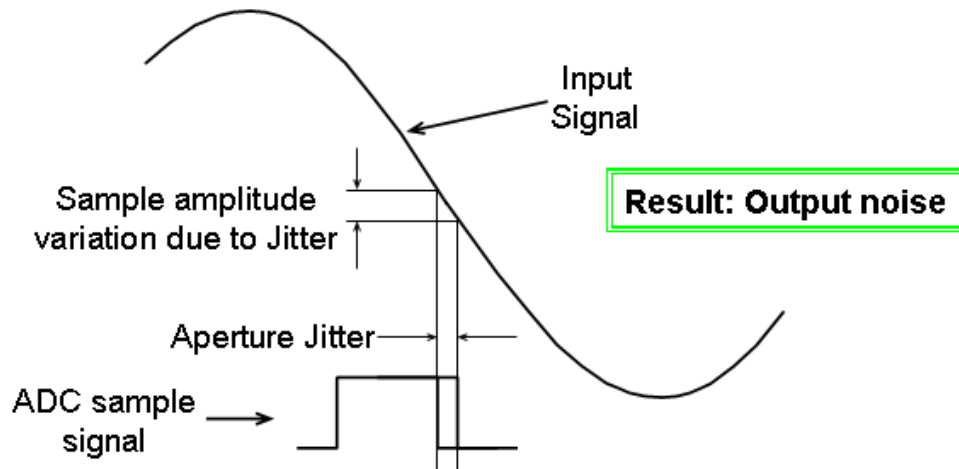 Input
Signal
Sample amplitude
variation due to Jitter
Result: Output noise
Aperture Jitter
ADC sample
signal